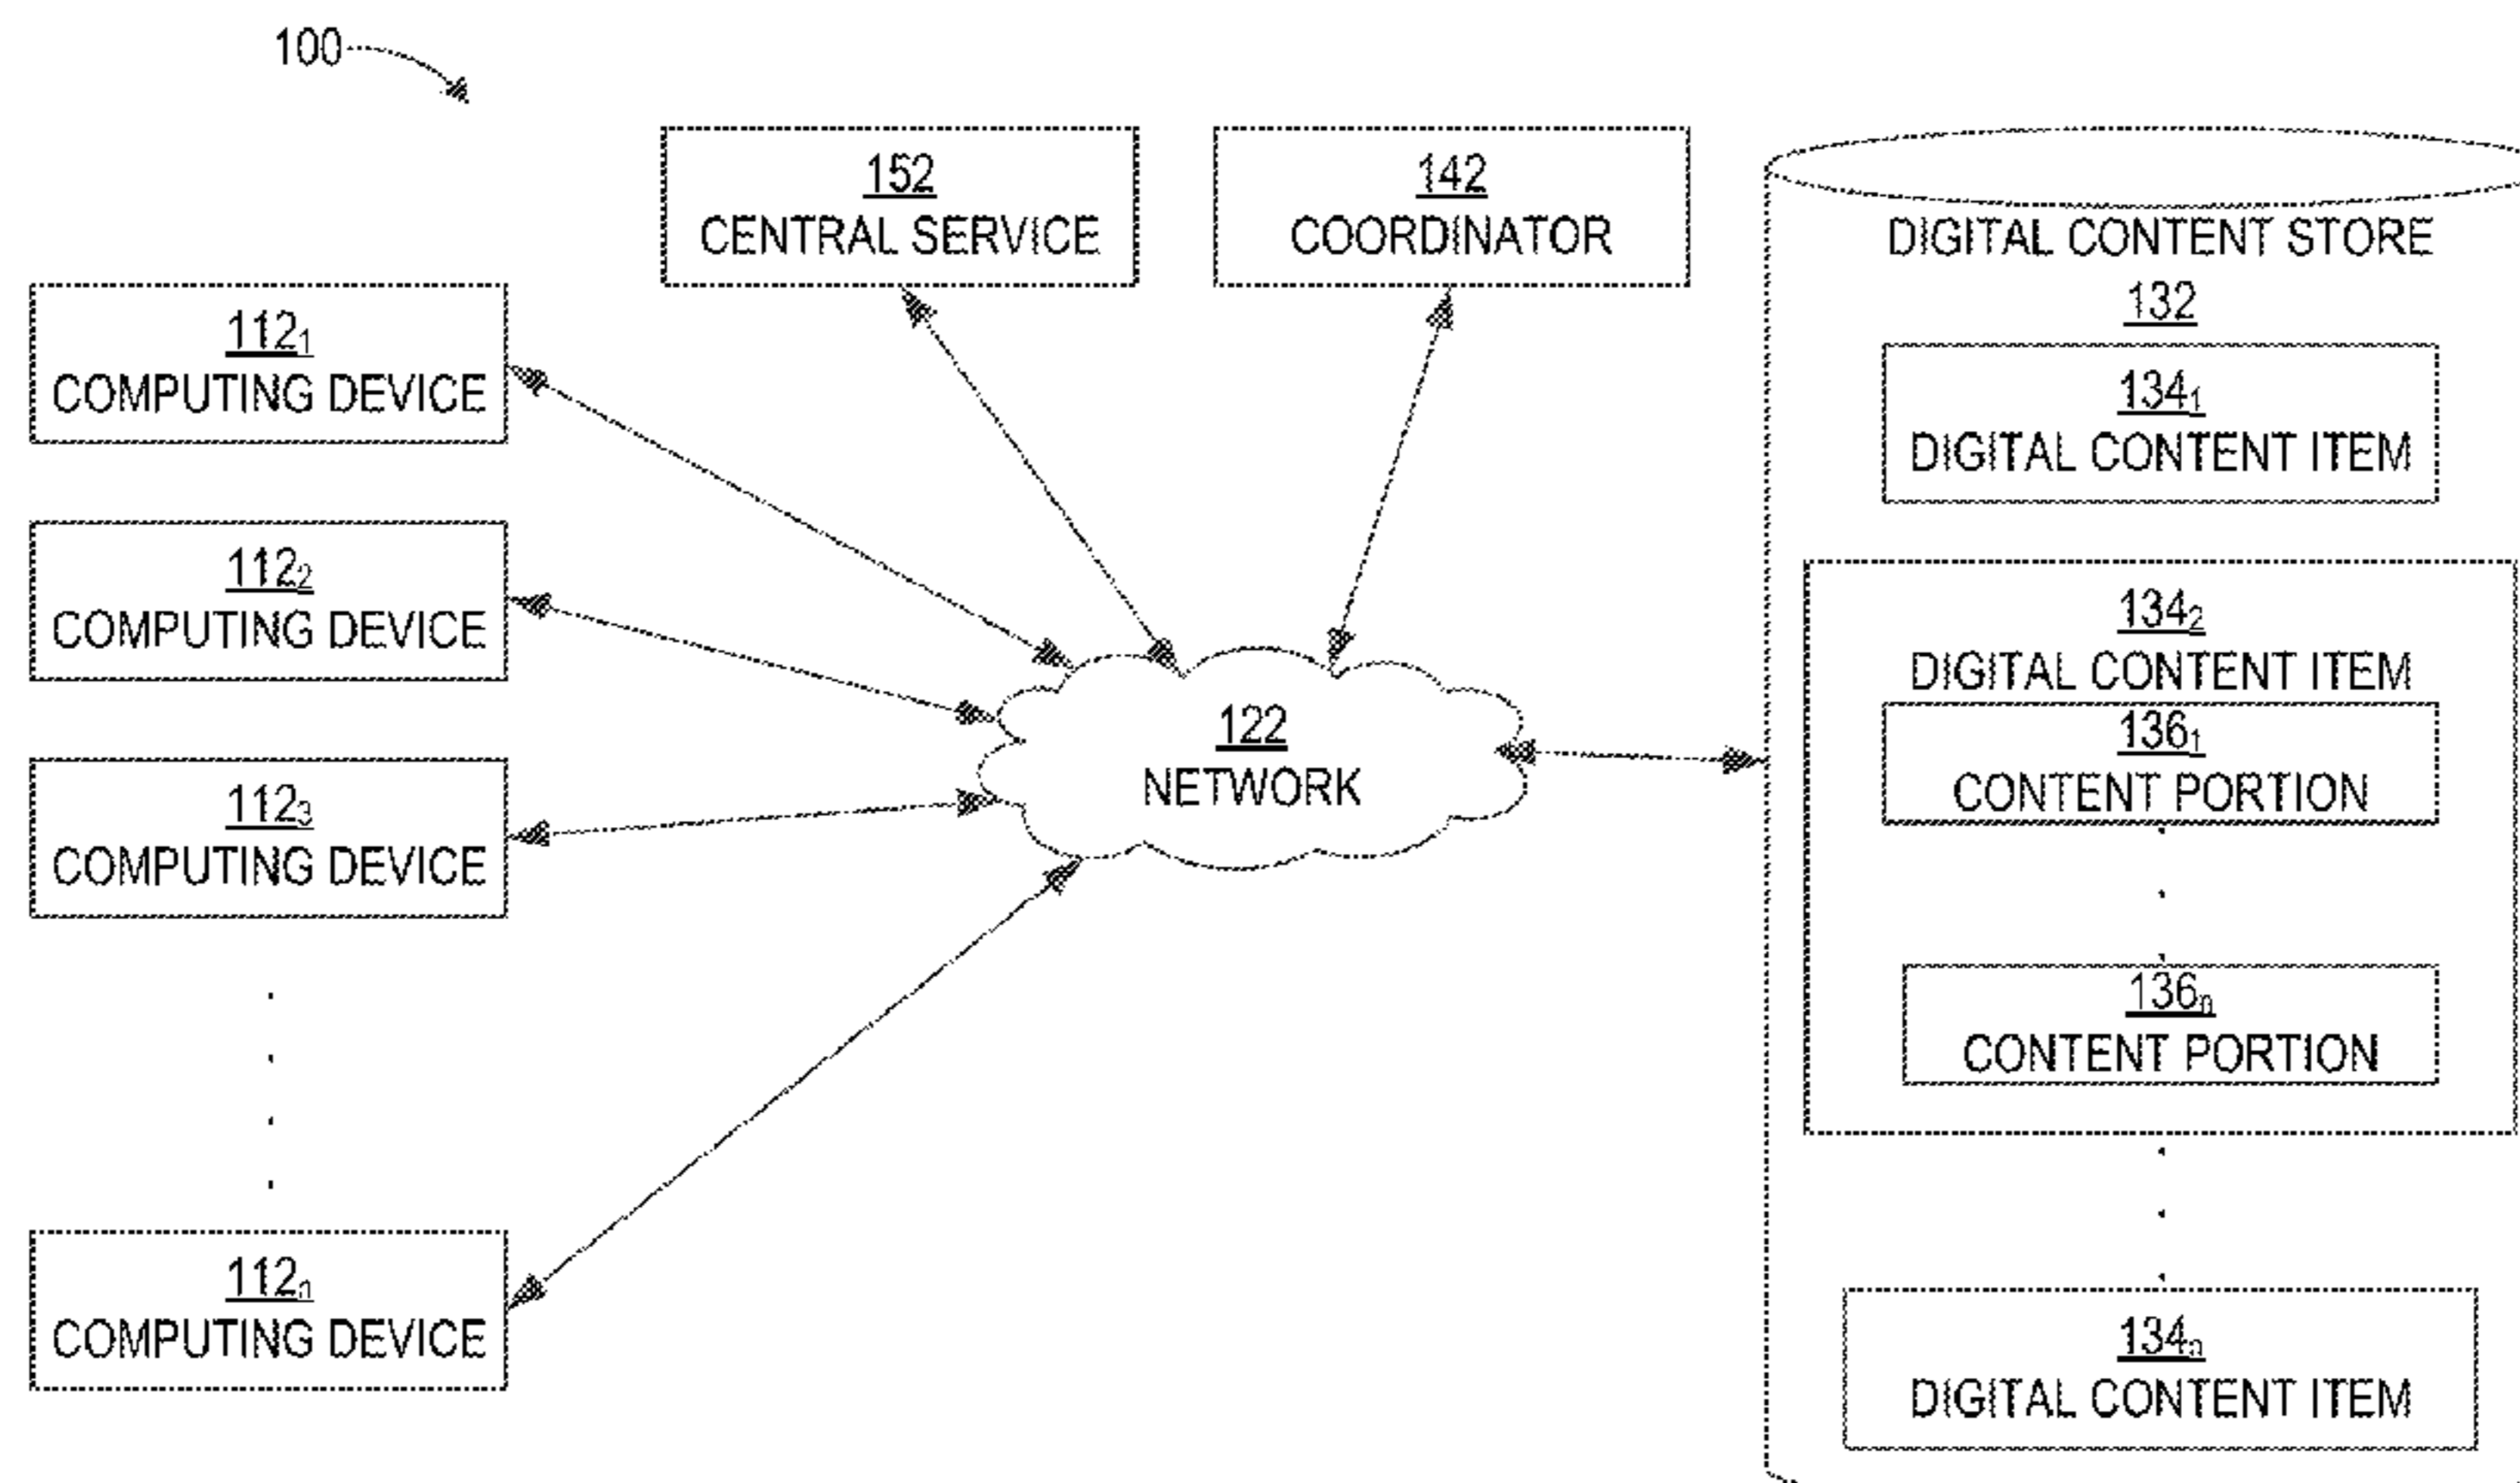 100
152
CENTRAL SERVICE
142
COORDINATOR
DIGITAL CONTENT STORE
132
112₁
COMPUTING DEVICE
134₁
DIGITAL CONTENT ITEM
112₂
COMPUTING DEVICE
134₂
DIGITAL CONTENT ITEM
136₁
CONTENT PORTION
122
NETWORK
112₃
COMPUTING DEVICE
136ₙ
CONTENT PORTION
112ₙ
COMPUTING DEVICE
134ₙ
DIGITAL CONTENT ITEM